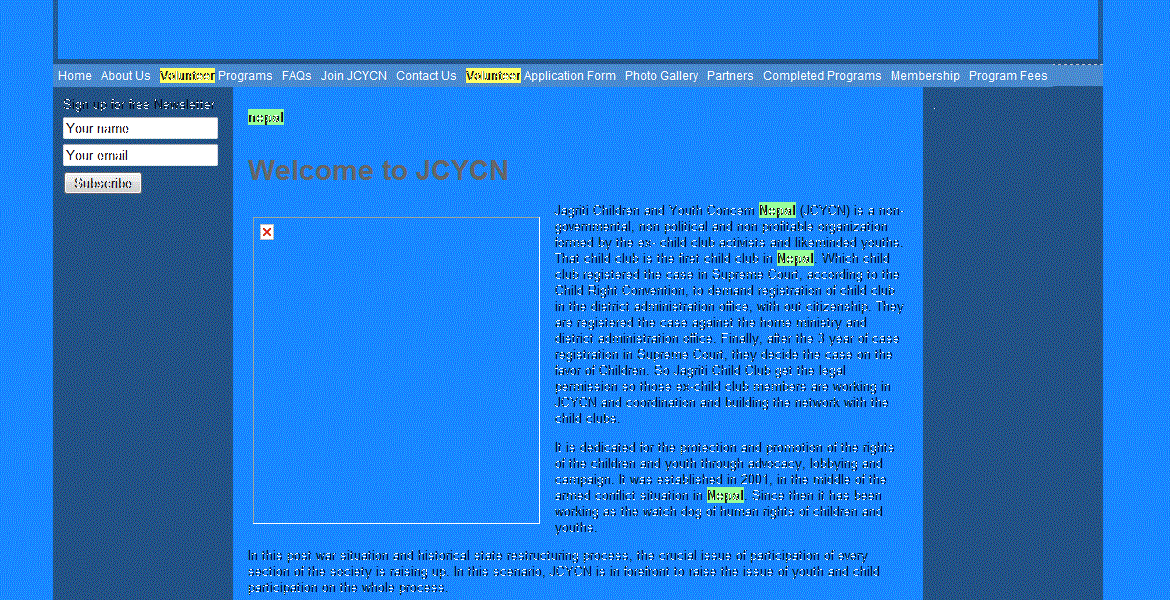 Home About Us Volunteer Programs FAQs Join JCYCN Contact Us Volunteer Application Form Photo Gallery Partners Completed Programs Membership Program Fees
Sign up for free Newsletter
Your name
Your email
Subscribe
nepal
Welcome to JCYCN
Jagriti Children and Youth Concern Nepal (JCYCN) is a non
governmental, non political and non profitable organization
formed by the ex- child club activists and likeminded youths.
That child club is the first child club in Nepal. Which child
club registered the case in Supreme Court, according to the
Child Right Convention, to demand registration of child club
in the district administration office, with out citizenship. They
are registered the case against the home ministry and
district administration office. Finally, after the 3 year of case
registration in Supreme Court, they decide the case on the
favor of Children. So Jagriti Child Club get the legal
permission so those ex-child club members are working in
JCYCN and coordination and building the network with the
child clubs.
It is dedicated for the protection and promotion of the rights
of the children and youth through advocacy, lobbying and
campaign. It was established in 2001, in the middle of the
armed conflict situation in Nepal. Since then it has been
working as the watch dog of human rights of children and
youths.
In this post war situation and historical state restructuring process, the crucial issue of participation of every
section of the society is raising up. In this scenario, JCYCN is in forefront to raise the issue of youth and child
participation on the whole process.